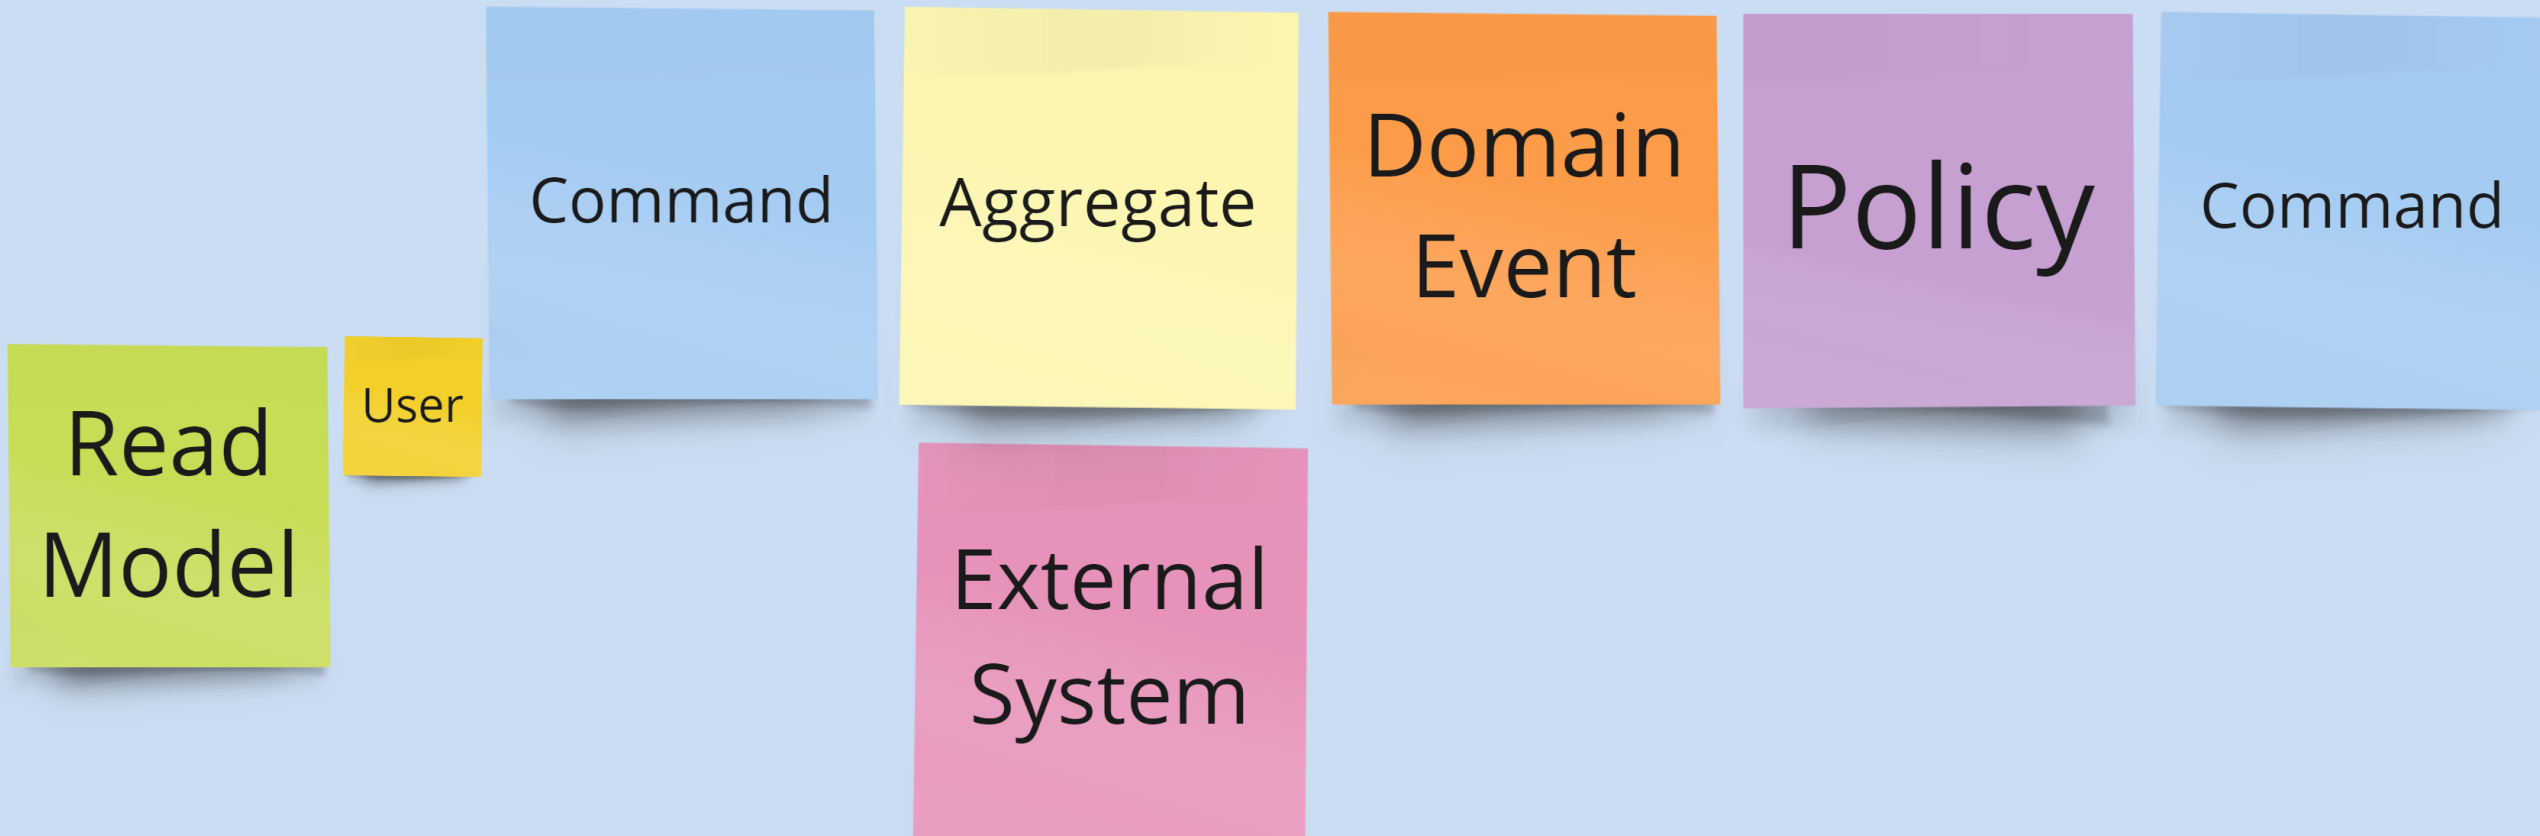 Command
Aggregate
Domain
Event
Policy
Command
Read
Model
User
External
System